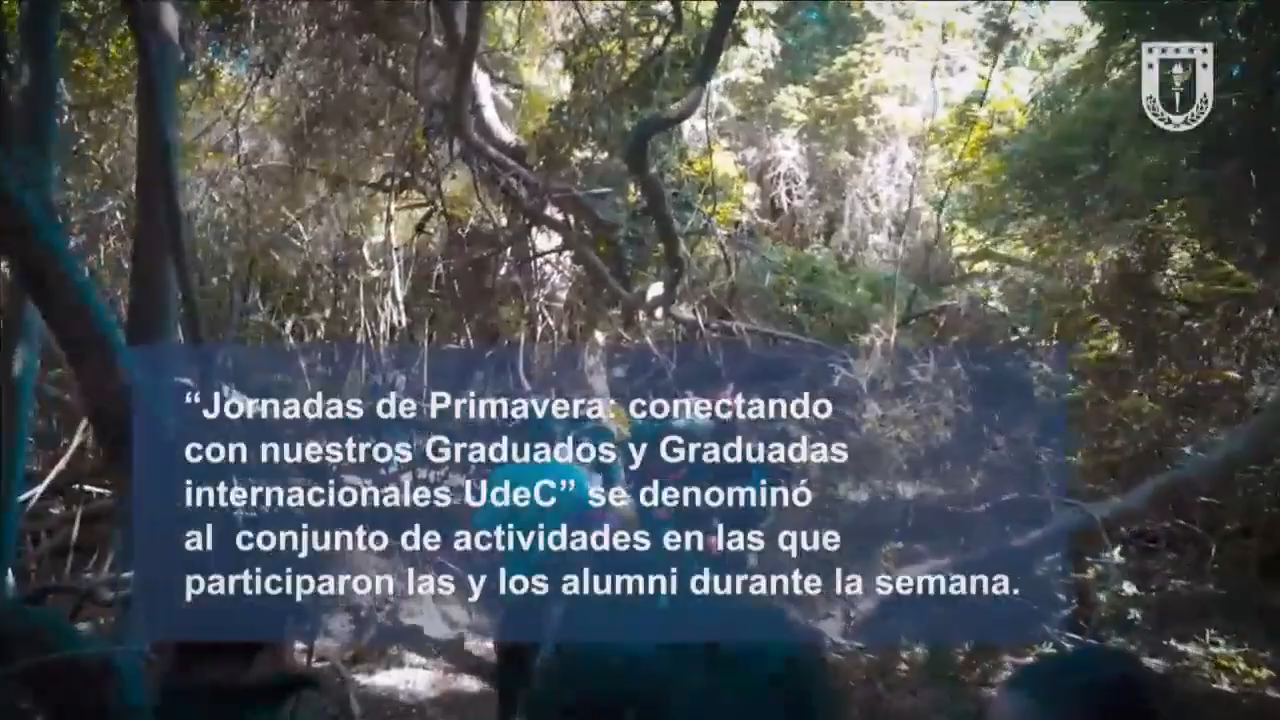 “Jornadas de Primavera: conectando
con nuestros Graduados y Graduadas
internacionales UdeC” se denominó
al  conjunto de actividades en las que
participaron las y los alumni durante la semana.